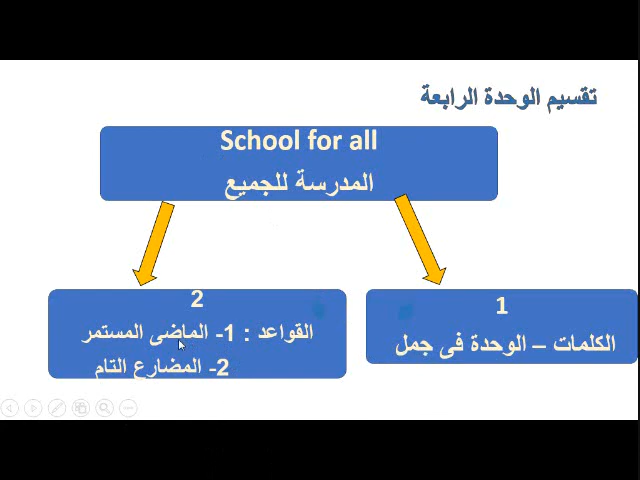 تقسيم الوحدة الرابعة
School for all
المدرسة للجميع
1
الكلمات – الوحدة فى جمل
2
القواعد : 1- الماضى المستمر
2- المضارع التام